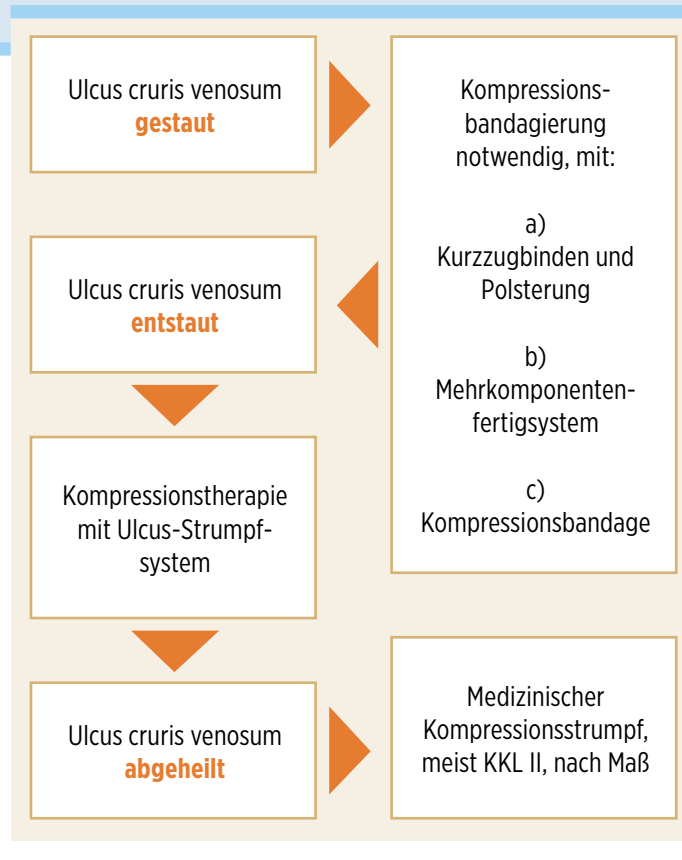 Ulcus cruris venosum
gestaut
Kompressions-
bandagierung
notwendig, mit:
a)
Kurzzugbinden und
Polsterung
b)
Mehrkomponenten-
fertigsystem
c)
Kompressionsbandage
Ulcus cruris venosum
entstaut
Kompressionstherapie
mit Ulcus-Strumpf-
system
Ulcus cruris venosum
abgeheilt
Medizinischer
Kompressionsstrumpf,
meist KKL II, nach Maß